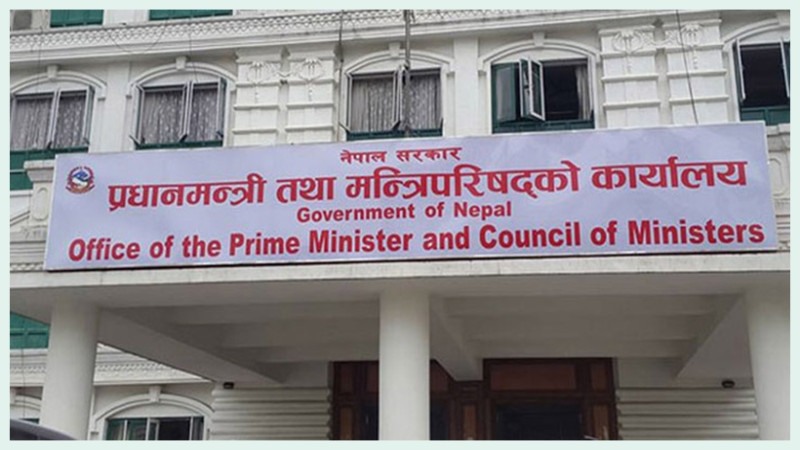 नेपाल सरकार
प्रधानमन्त्री तथा मन्त्रिपरिषद्को कार्यालय
Government of Nepal
Office of the Prime Minister and Council of Ministers